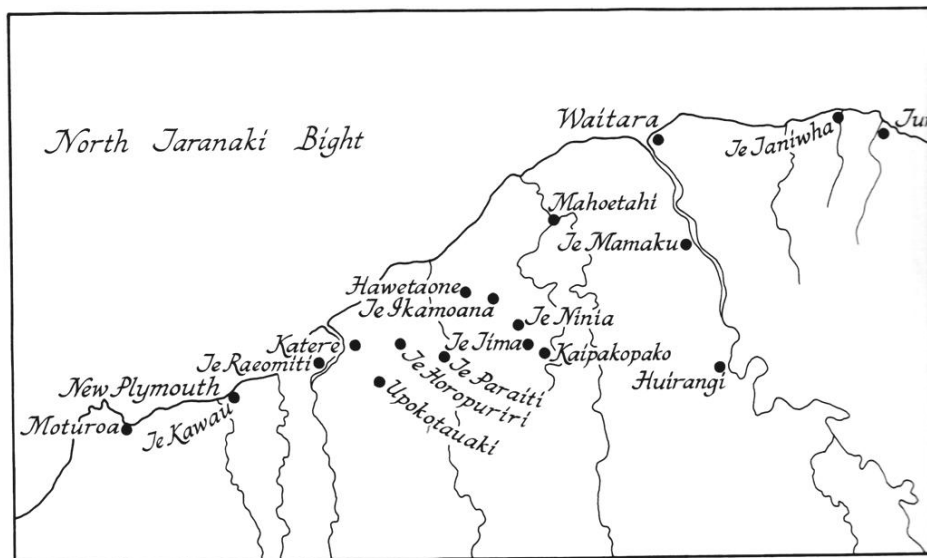 Waitara
North Taranaki Bight
Te Taniwha
Mahoetahi
Te Mamaku
Hawetaone
Te Ikamoana
Te Ninia
Katere
Te Tima
Kaipakopako
Te Raeomiti
Te Paraiti
Huirangi
Te Horopuriri
New Plymouth
Upokotauaki
Te Kawau
Moturoa